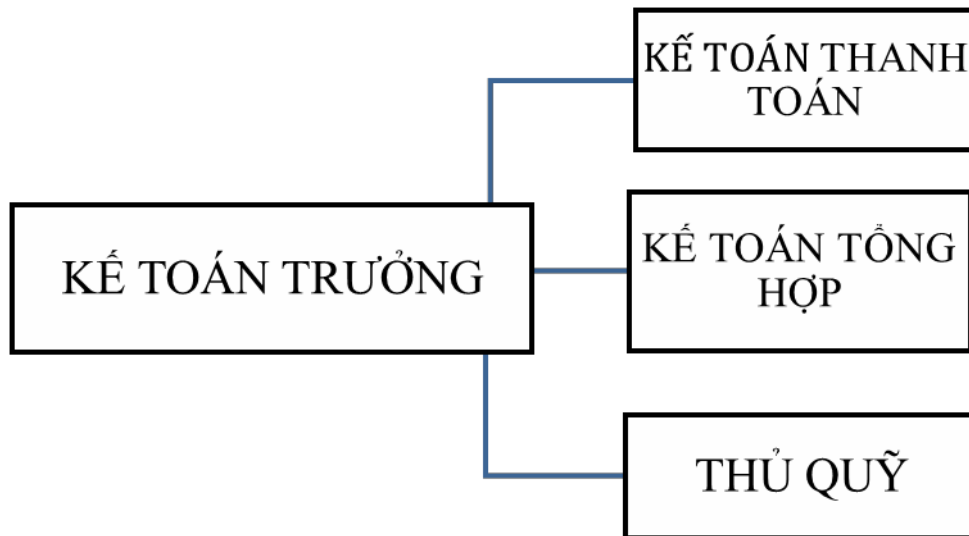 KẾ TOÁN THANH
TOÁN
KẾ TOÁN TRƯỞNG
KẾ TOÁN TỔNG
HỢP
THỦ QUỸ